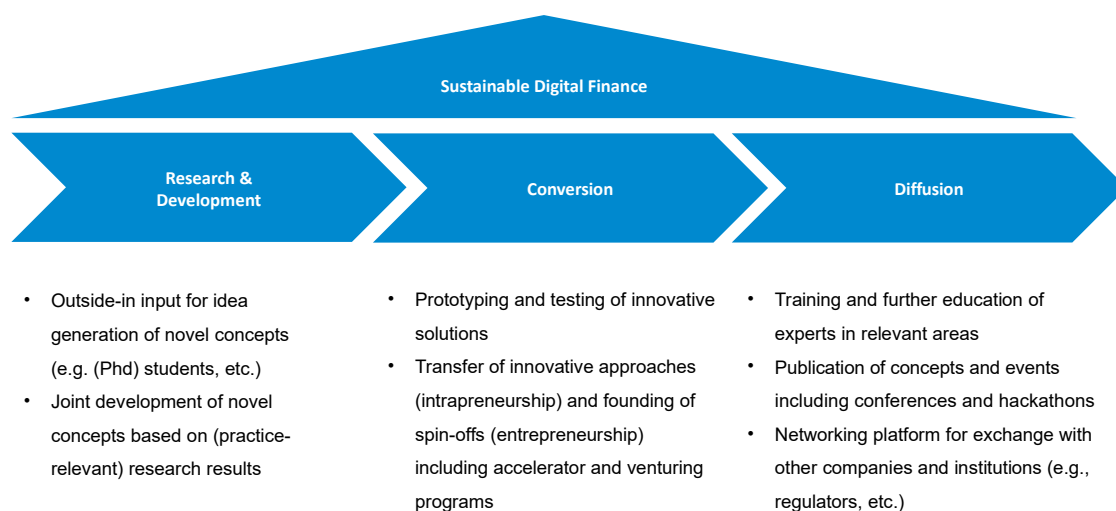 Sustainable Digital Finance
Research &
Development
Conversion
Diffusion
• Outside-in input for idea
generation of novel concepts
(e.g. (Phd) students, etc.)
• Joint development of novel
concepts based on (practice-
relevant) research results
• Prototyping and testing of innovative
solutions
• Transfer of innovative approaches
(intrapreneurship) and founding of
spin-offs (entrepreneurship)
including accelerator and venturing
programs
• Training and further education of
experts in relevant areas
• Publication of concepts and events
including conferences and hackathons
• Networking platform for exchange with
other companies and institutions (e.g.,
regulators, etc.)